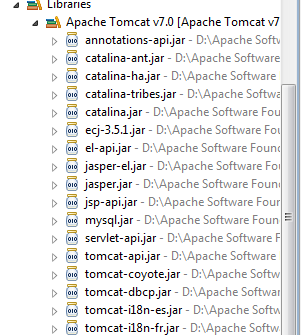 Libraries
Apache Tomcat v7.0 [Apache Tomcat v7
annotations-api.jar - D:\Apache Softw
catalina-ant.jar - D:\Apache Software
catalina-ha.jar - D:\Apache Software
catalina-tribes.jar - D:\Apache Softwa
catalina.jar - D:\Apache Software Fou
ecj-3.5.1.jar - D:\Apache Software Fo
el-api.jar - D:\Apache Software Found
jasper-el.jar - D:\Apache Software Fo
jasper.jar - D:\Apache Software Found
jsp-api.jar - D:\Apache Software Foun
mysql.jar - D:\Apache Software Found
servlet-api.jar - D:\Apache Software F
tomcat-api.jar - D:\Apache Software F
tomcat-coyote.jar - D:\Apache Softwa
tomcat-dbcp.jar - D:\Apache Software
tomcat-i18n-es.jar - D:\Apache Softw
tomcat-i18n-fr.jar - D:\Apache Softwa